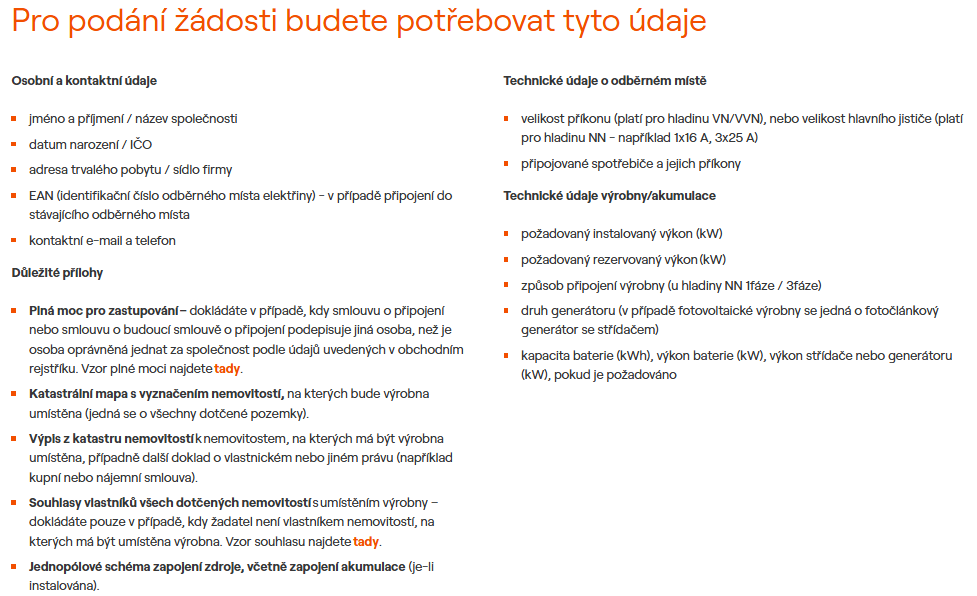 Pro podání žádosti budete potřebovat tyto údaje
Osobní a kontaktní údaje
jméno a příjmení / název společnosti
datum narození / IČO
adresa trvalého pobytu / sídlo firmy
EAN (identifikační číslo odběrného místa elektřiny) - v případě připojení do
stávajícího odběrného místa
kontaktní e-mail a telefon
Důležité přílohy
Plná moc pro zastupování – dokládáte v případě, kdy smlouvu o připojení
nebo smlouvu o budoucí smlouvě o připojení podepisuje jiná osoba, než je
osoba oprávněná jednat za společnost podle údajů uvedených v obchodním
rejstříku. Vzor plné moci najdete tady.
Katastrální mapa s vyznačením nemovitostí, na kterých bude výrobna
umístěna (jedná se o všechny dotčené pozemky).
Výpis z katastru nemovitostí k nemovitostem, na kterých má být výrobna
umístěna, případně další doklad o vlastnickém nebo jiném právu (například
kupní nebo nájemní smlouva).
Souhlasy vlastníků všech dotčených nemovitostí s umístěním výrobny –
dokládáte pouze v případě, kdy žadatel není vlastníkem nemovitostí, na
kterých má být umístěna výrobna. Vzor souhlasu najdete tady.
Jednopólové schéma zapojení zdroje, včetně zapojení akumulace (je-li
instalována).
Technické údaje o odběrném místě
velikost příkonu (platí pro hladinu VN/VVN), nebo velikost hlavního jističe (platí
pro hladinu NN - například 1x16 A, 3x25 A)
připojované spotřebiče a jejich příkony
Technické údaje výrobny/akumulace
požadovaný instalovaný výkon (kW)
požadovaný rezervovaný výkon (kW)
způsob připojení výrobny (u hladiny NN 1fáze / 3fáze)
druh generátoru (v případě fotovoltaické výrobny se jedná o fotočlánkový
generátor se střídačem)
kapacita baterie (kWh), výkon baterie (kW), výkon střídače nebo generátoru
(kW), pokud je požadováno